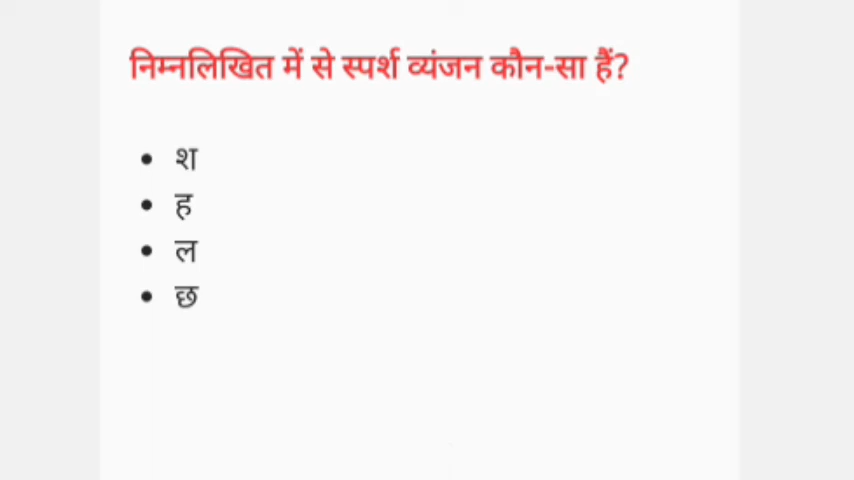 निम्नलिखित में से स्पर्श व्यंजन कौन-सा हैं?
• श
• ह
• ल
• छ